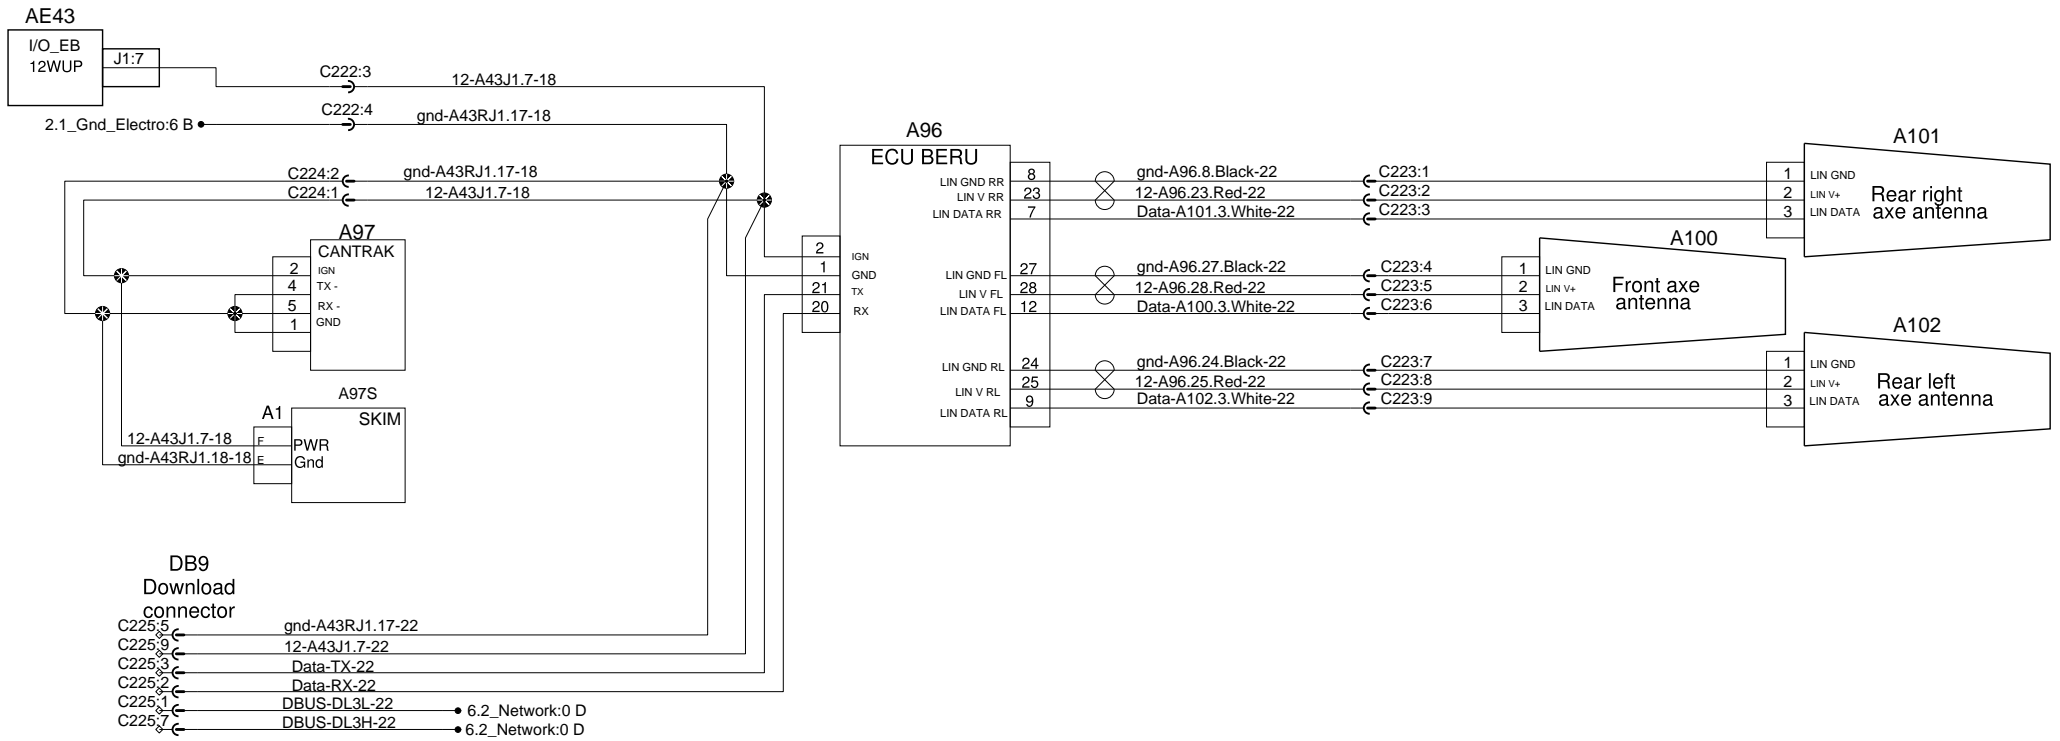 AE43
I/O_EB
12WUP
J1:7
C222:3
12-A43J1.7-18
2.1_Gnd_Electro:6 B
C222:4
gnd-A43RJ1.17-18
C224:2
gnd-A43RJ1.17-18
C224:1
12-A43J1.7-18
A97
CANTRAK
2
IGN
4
TX -
5
RX -
1
GND
A97S
A1
SKIM
12-A43J1.7-18
F
PWR
gnd-A43RJ1.18-18
E
Gnd
DB9
Download
connector
C225:5
gnd-A43RJ1.17-22
C225:9
12-A43J1.7-22
C225:3
Data-TX-22
C225:2
Data-RX-22
C225:1
DBUS-DL3L-22
6.2_Network:0 D
C225:7
DBUS-DL3H-22
6.2_Network:0 D
A96
ECU BERU
2
IGN
1
GND
21
TX
20
RX
LIN GND RR
8
gnd-A96.8.Black-22
C223:1
LIN V RR
23
12-A96.23.Red-22
C223:2
LIN DATA RR
7
Data-A101.3.White-22
C223:3
LIN GND FL
27
gnd-A96.27.Black-22
C223:4
LIN V FL
28
12-A96.28.Red-22
C223:5
LIN DATA FL
12
Data-A100.3.White-22
C223:6
LIN GND RL
24
gnd-A96.24.Black-22
C223:7
LIN V RL
25
12-A96.25.Red-22
C223:8
LIN DATA RL
9
Data-A102.3.White-22
C223:9
A101
1
LIN GND
2
LIN V+
3
LIN DATA
Rear right
axe antenna
A100
1
LIN GND
2
LIN V+
3
LIN DATA
Front axe
antenna
A102
1
LIN GND
2
LIN V+
3
LIN DATA
Rear left
axe antenna